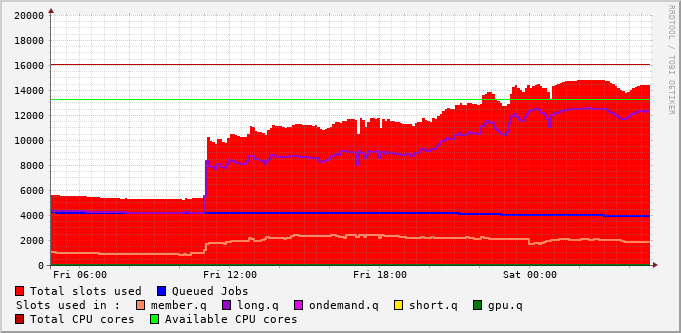 20000
18000
16000
14000
12000
10000
8000
6000
4000
2000
0
Fri 06:00 Fri 12:00 Fri 18:00 Sat 00:00
RRDTOOL / TOBI OETIKER
Total slots used Queued Jobs
Slots used in : member.q long.q ondemand.q short.q gpu.q
Total CPU cores Available CPU cores